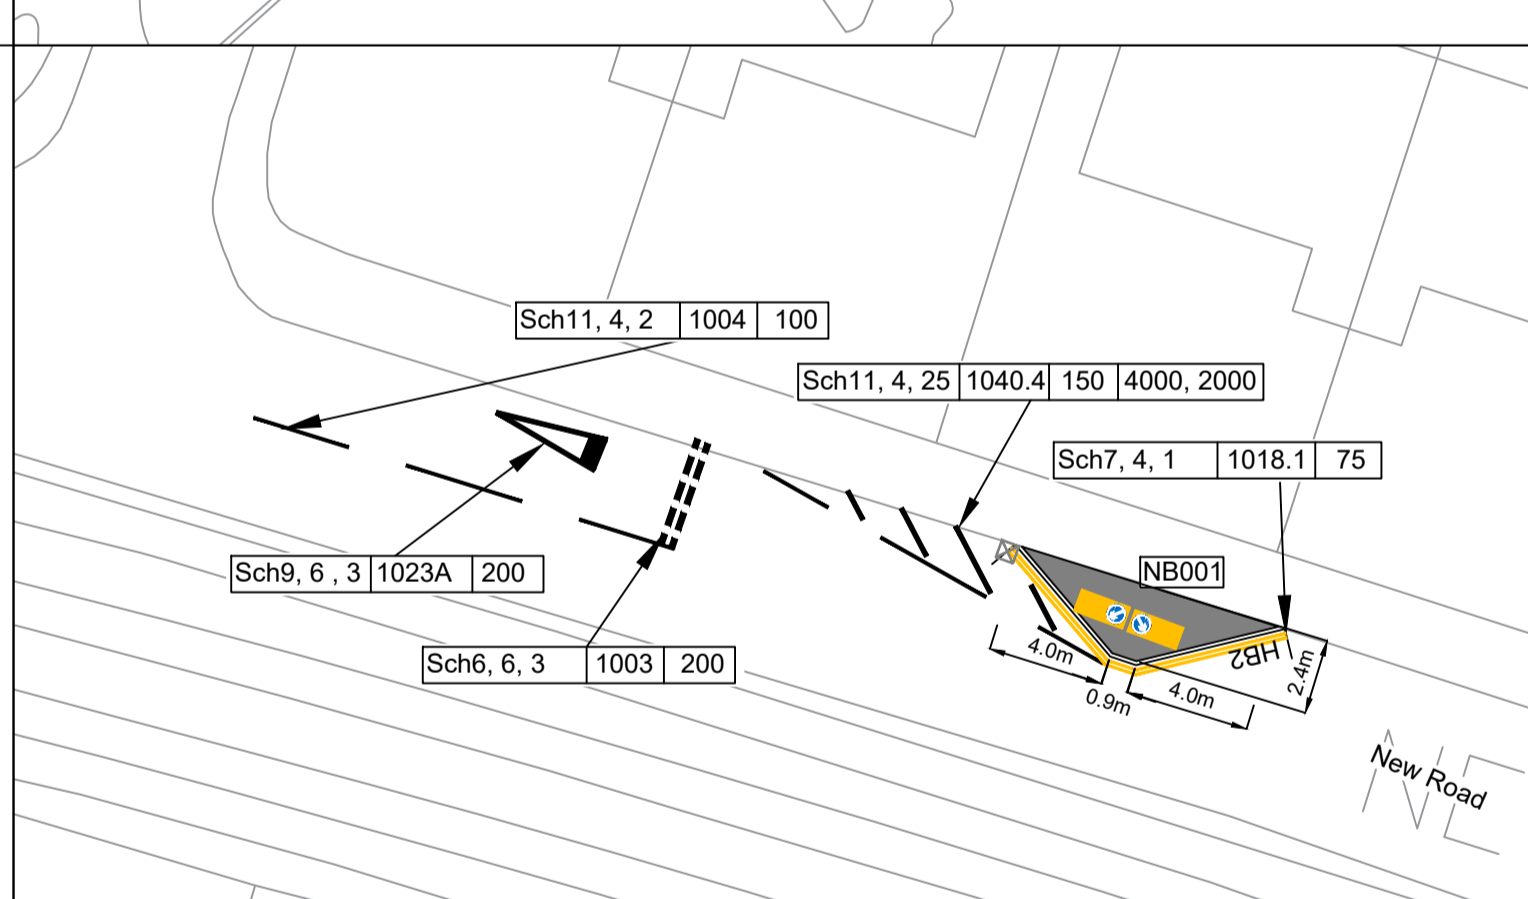 Sch11, 4, 2 1004 100
Sch11, 4, 25 1040.4 150 4000, 2000
Sch7, 4, 1 1018.1 75
Sch9, 6 , 3 1023A 200
NB001
Sch6, 6, 3 1003 200
4.0m
HB2
2.4m
0.9m
4.0m
New Road